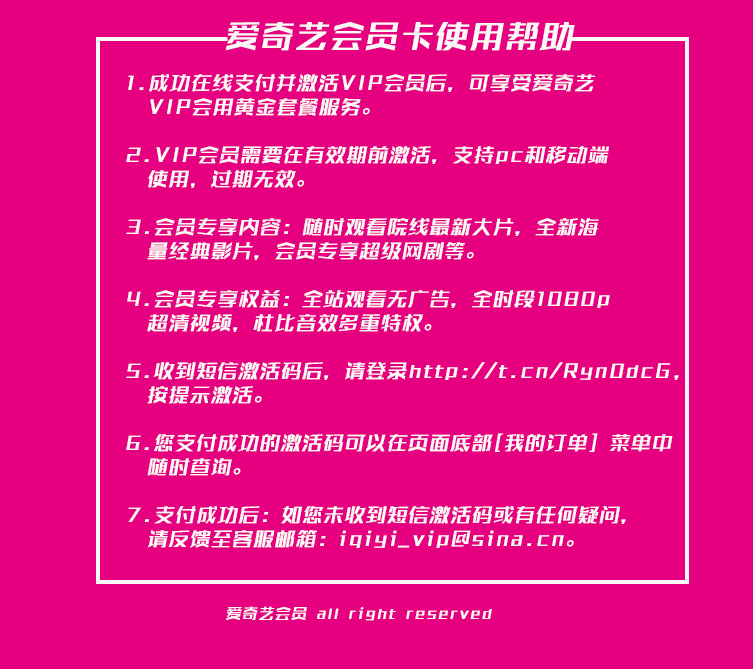 爱奇艺会员卡使用帮助
1.成功在线支付并激活VIP会员后，可享受爱奇艺
VIP会用黄金套餐服务。
2.VIP会员需要在有效期前激活，支持pc和移动端
使用，过期无效。
3.会员专享内容：随时观看院线最新大片，全新海
量经典影片，会员专享超级网剧等。
4.会员专享权益：全站观看无广告，全时段1080p
超清视频，杜比音效多重特权。
5.收到短信激活码后，请登录http://t.cn/Ryn0dcG，
按提示激活。
6.您支付成功的激活码可以在页面底部[我的订单] 菜单中
随时查询。
7.支付成功后：如您未收到短信激活码或有任何疑问，
请反馈至客服邮箱：iqiyi_vip@sina.cn。
爱奇艺会员 all right reserved